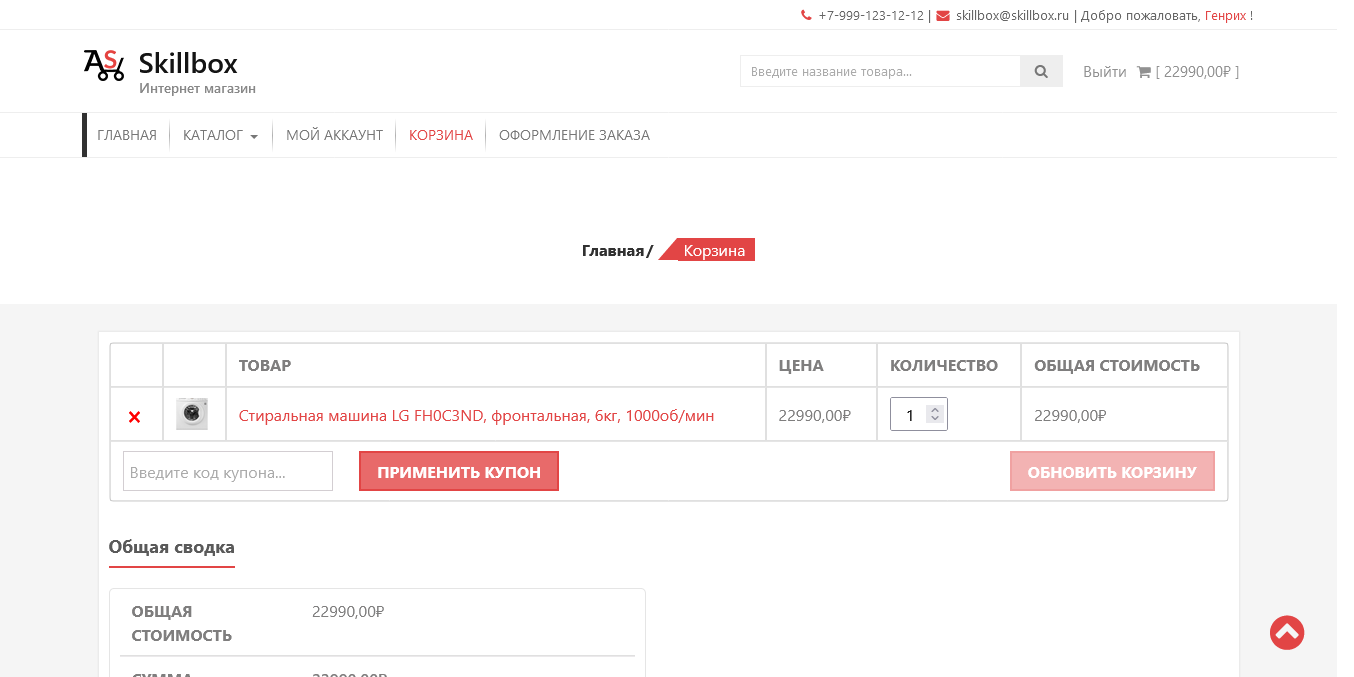 +7-999-123-12-12 | skillbox@skillbox.ru | Добро пожаловать, Генрих !
Skillbox
Интернет магазин
Введите название товара...
Выйти [ 22990,00₽ ]
ГЛАВНАЯ КАТАЛОГ МОЙ АККАУНТ КОРЗИНА ОФОРМЛЕНИЕ ЗАКАЗА
Главная/ Корзина
ТОВАР ЦЕНА КОЛИЧЕСТВО ОБЩАЯ СТОИМОСТЬ
Стиральная машина LG FH0C3ND, фронтальная, 6кг, 1000об/мин 22990,00₽ 1 22990,00₽
Введите код купона... ПРИМЕНИТЬ КУПОН ОБНОВИТЬ КОРЗИНУ
Общая сводка
ОБЩАЯ СТОИМОСТЬ 22990,00₽
СУММА 22990,00₽